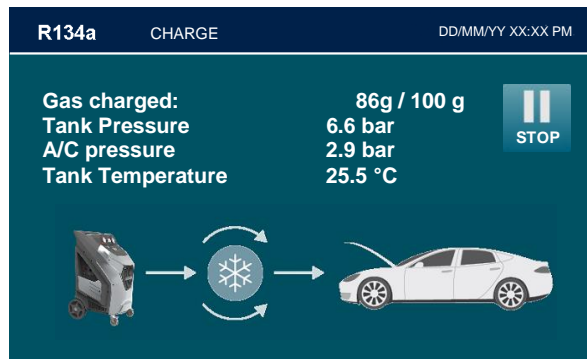 R134a CHARGE DD/MM/YY XX:XX PM
Gas charged: 86g / 100 g
Tank Pressure 6.6 bar
A/C pressure 2.9 bar
Tank Temperature 25.5 °C
STOP